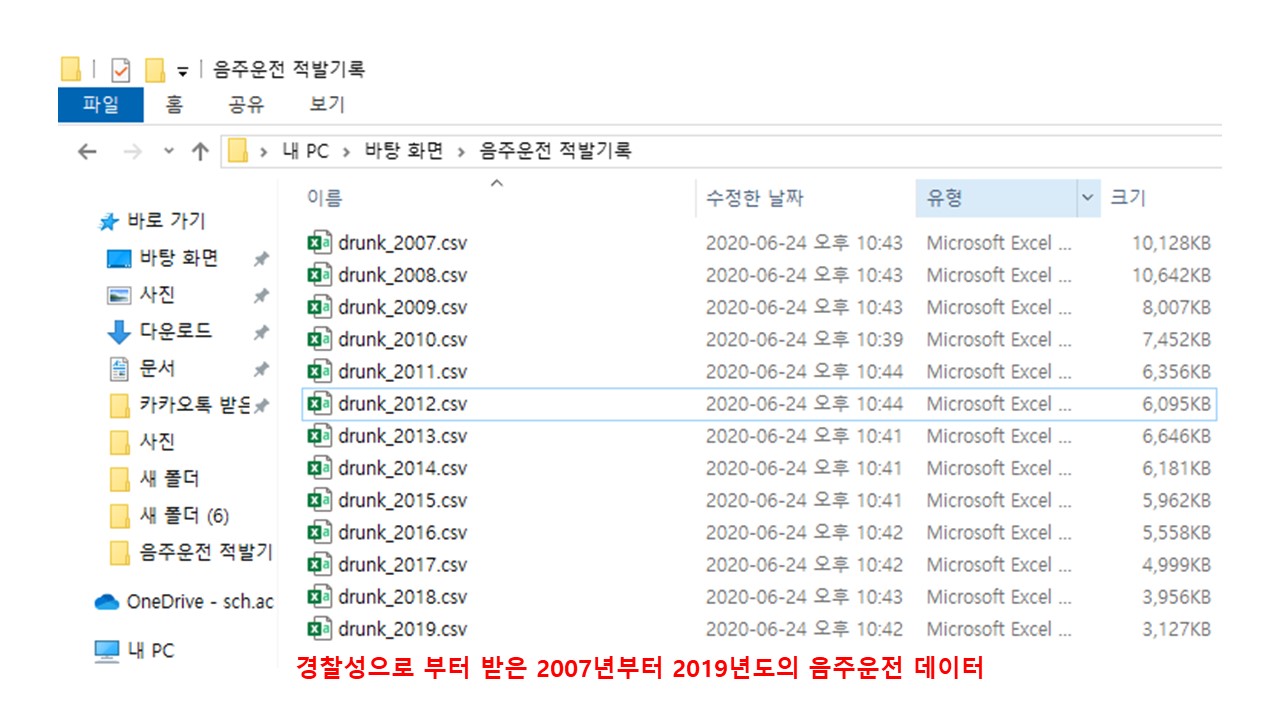 음주운전 적발기록
파일 홈 공유 보기
내 PC > 바탕 화면 > 음주운전 적발기록
이름 수정한 날짜 유형 크기
바로 가기
바탕 화면
사진
다운로드
문서
카카오톡 받은
사진
새 폴더
새 폴더 (6)
음주운전 적발기
OneDrive - sch.ac
내 PC
drunk_2007.csv 2020-06-24 오후 10:43 Microsoft Excel ... 10,128KB
drunk_2008.csv 2020-06-24 오후 10:43 Microsoft Excel ... 10,642KB
drunk_2009.csv 2020-06-24 오후 10:43 Microsoft Excel ... 8,007KB
drunk_2010.csv 2020-06-24 오후 10:39 Microsoft Excel ... 7,452KB
drunk_2011.csv 2020-06-24 오후 10:44 Microsoft Excel ... 6,356KB
drunk_2012.csv 2020-06-24 오후 10:44 Microsoft Excel ... 6,095KB
drunk_2013.csv 2020-06-24 오후 10:41 Microsoft Excel ... 6,646KB
drunk_2014.csv 2020-06-24 오후 10:41 Microsoft Excel ... 6,181KB
drunk_2015.csv 2020-06-24 오후 10:41 Microsoft Excel ... 5,962KB
drunk_2016.csv 2020-06-24 오후 10:42 Microsoft Excel ... 5,558KB
drunk_2017.csv 2020-06-24 오후 10:42 Microsoft Excel ... 4,999KB
drunk_2018.csv 2020-06-24 오후 10:43 Microsoft Excel ... 3,956KB
drunk_2019.csv 2020-06-24 오후 10:42 Microsoft Excel ... 3,127KB
경찰성으로 부터 받은 2007년부터 2019년도의 음주운전 데이터